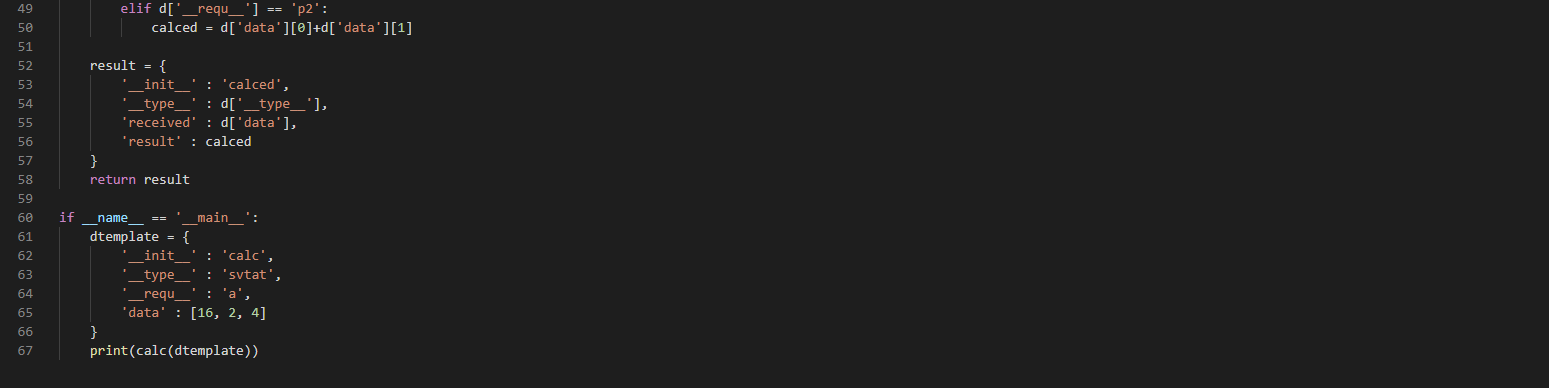 49 elif d['__requ__'] == 'p2':
50 calced = d['data'][0]+d['data'][1]
51
52 result = {
53 '__init__' : 'calced',
54 '__type__' : d['__type__'],
55 'received' : d['data'],
56 'result' : calced
57 }
58 return result
59
60 if __name__ == '__main__':
61 dtemplate = {
62 '__init__' : 'calc',
63 '__type__' : 'svtat',
64 '__requ__' : 'a',
65 'data' : [16, 2, 4]
66 }
67 print(calc(dtemplate))